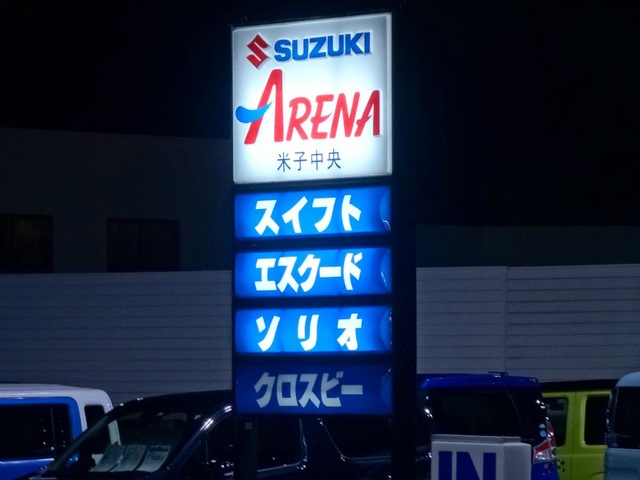 SUZUKI
ARENA
米子中央
スイフト
エスクード
ソリオ
クロスビー
IN